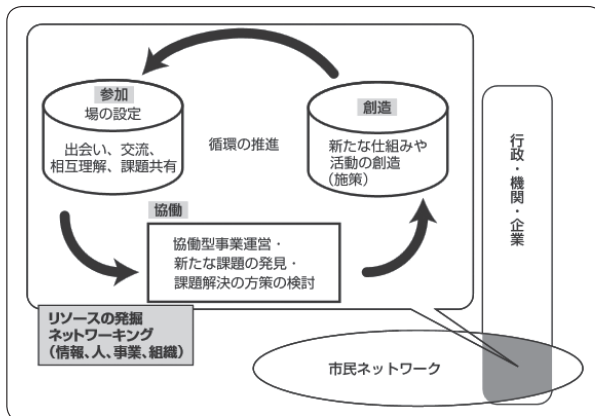 参加
場の設定
出会い、交流、
相互理解、課題共有
循環の推進
創造
新たな仕組みや
活動の創造
（施策）
協働
協働型事業運営・
新たな課題の発見・
課題解決の方策の検討
リソースの発掘
ネットワーキング
（情報、人、事業、組織）
行政・機関・企業
市民ネットワーク